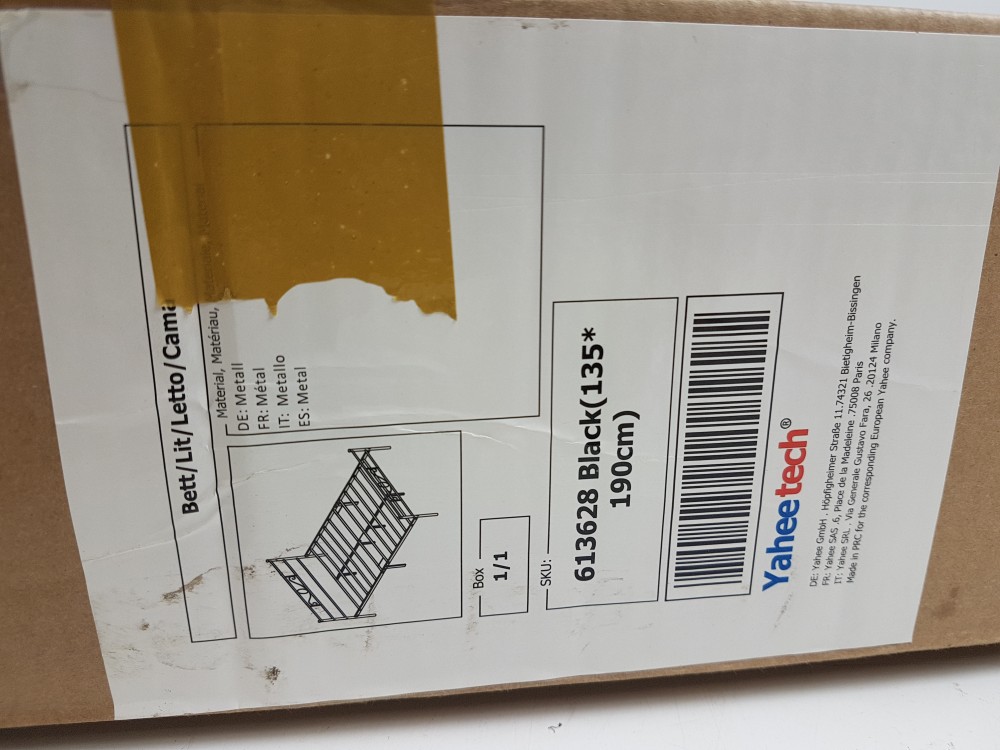 Bett/Lit/Letto/Cama
Material, Matériau,
DE: Metall
FR: Métal
IT: Metallo
ES: Metal
Box
1/1
SKU:
613628 Black(135*
190cm)
Yaheetech®
DE: Yahee GmbH . Höpfigheimer Straße 11.74321 Bietigheim-Bissingen
FR: Yahee SAS .6, Place de la Madeleine .75008 Paris
IT: Yahee SRL . Via Generale Gustavo Fara, 26 .20124 Milano
Made in PRC for the corresponding European Yahee company.